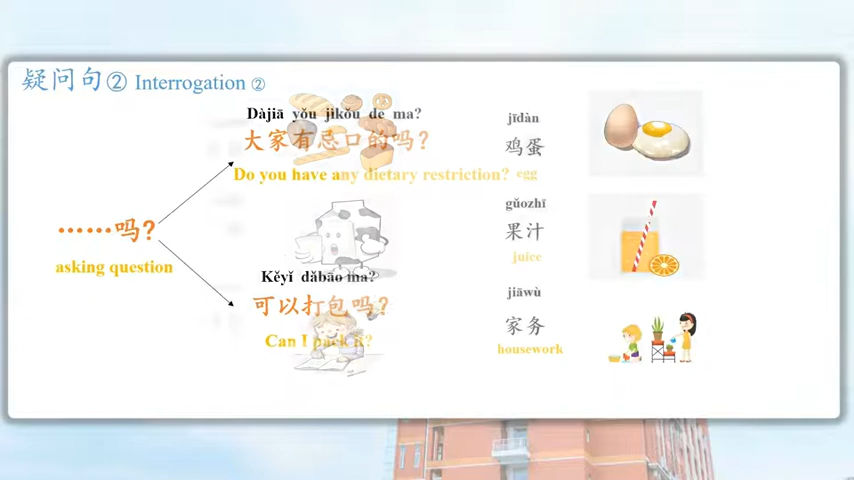 疑问句② Interrogation ②
Dàjiā yǒu jìkǒu de ma?
大家有忌口的吗?
Do you have any dietary restriction?
……吗?
asking question
Kěyǐ dǎbāo ma?
可以打包吗?
Can I pack it?
jīdàn
鸡蛋
egg
guǒzhī
果汁
juice
jiāwù
家务
housework